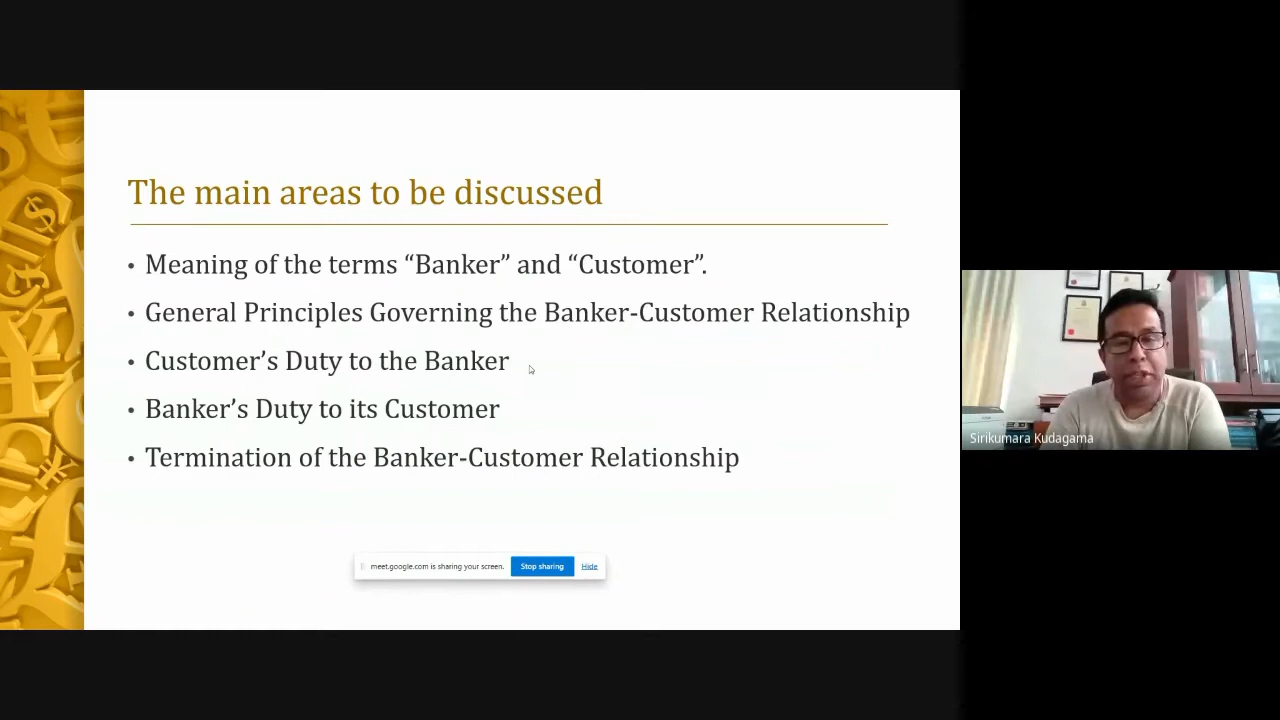 The main areas to be discussed
• Meaning of the terms “Banker” and “Customer”.
• General Principles Governing the Banker-Customer Relationship
• Customer’s Duty to the Banker
• Banker’s Duty to its Customer
• Termination of the Banker-Customer Relationship
meet.google.com is sharing your screen. Stop sharing Hide
Sirikumara Kudagama